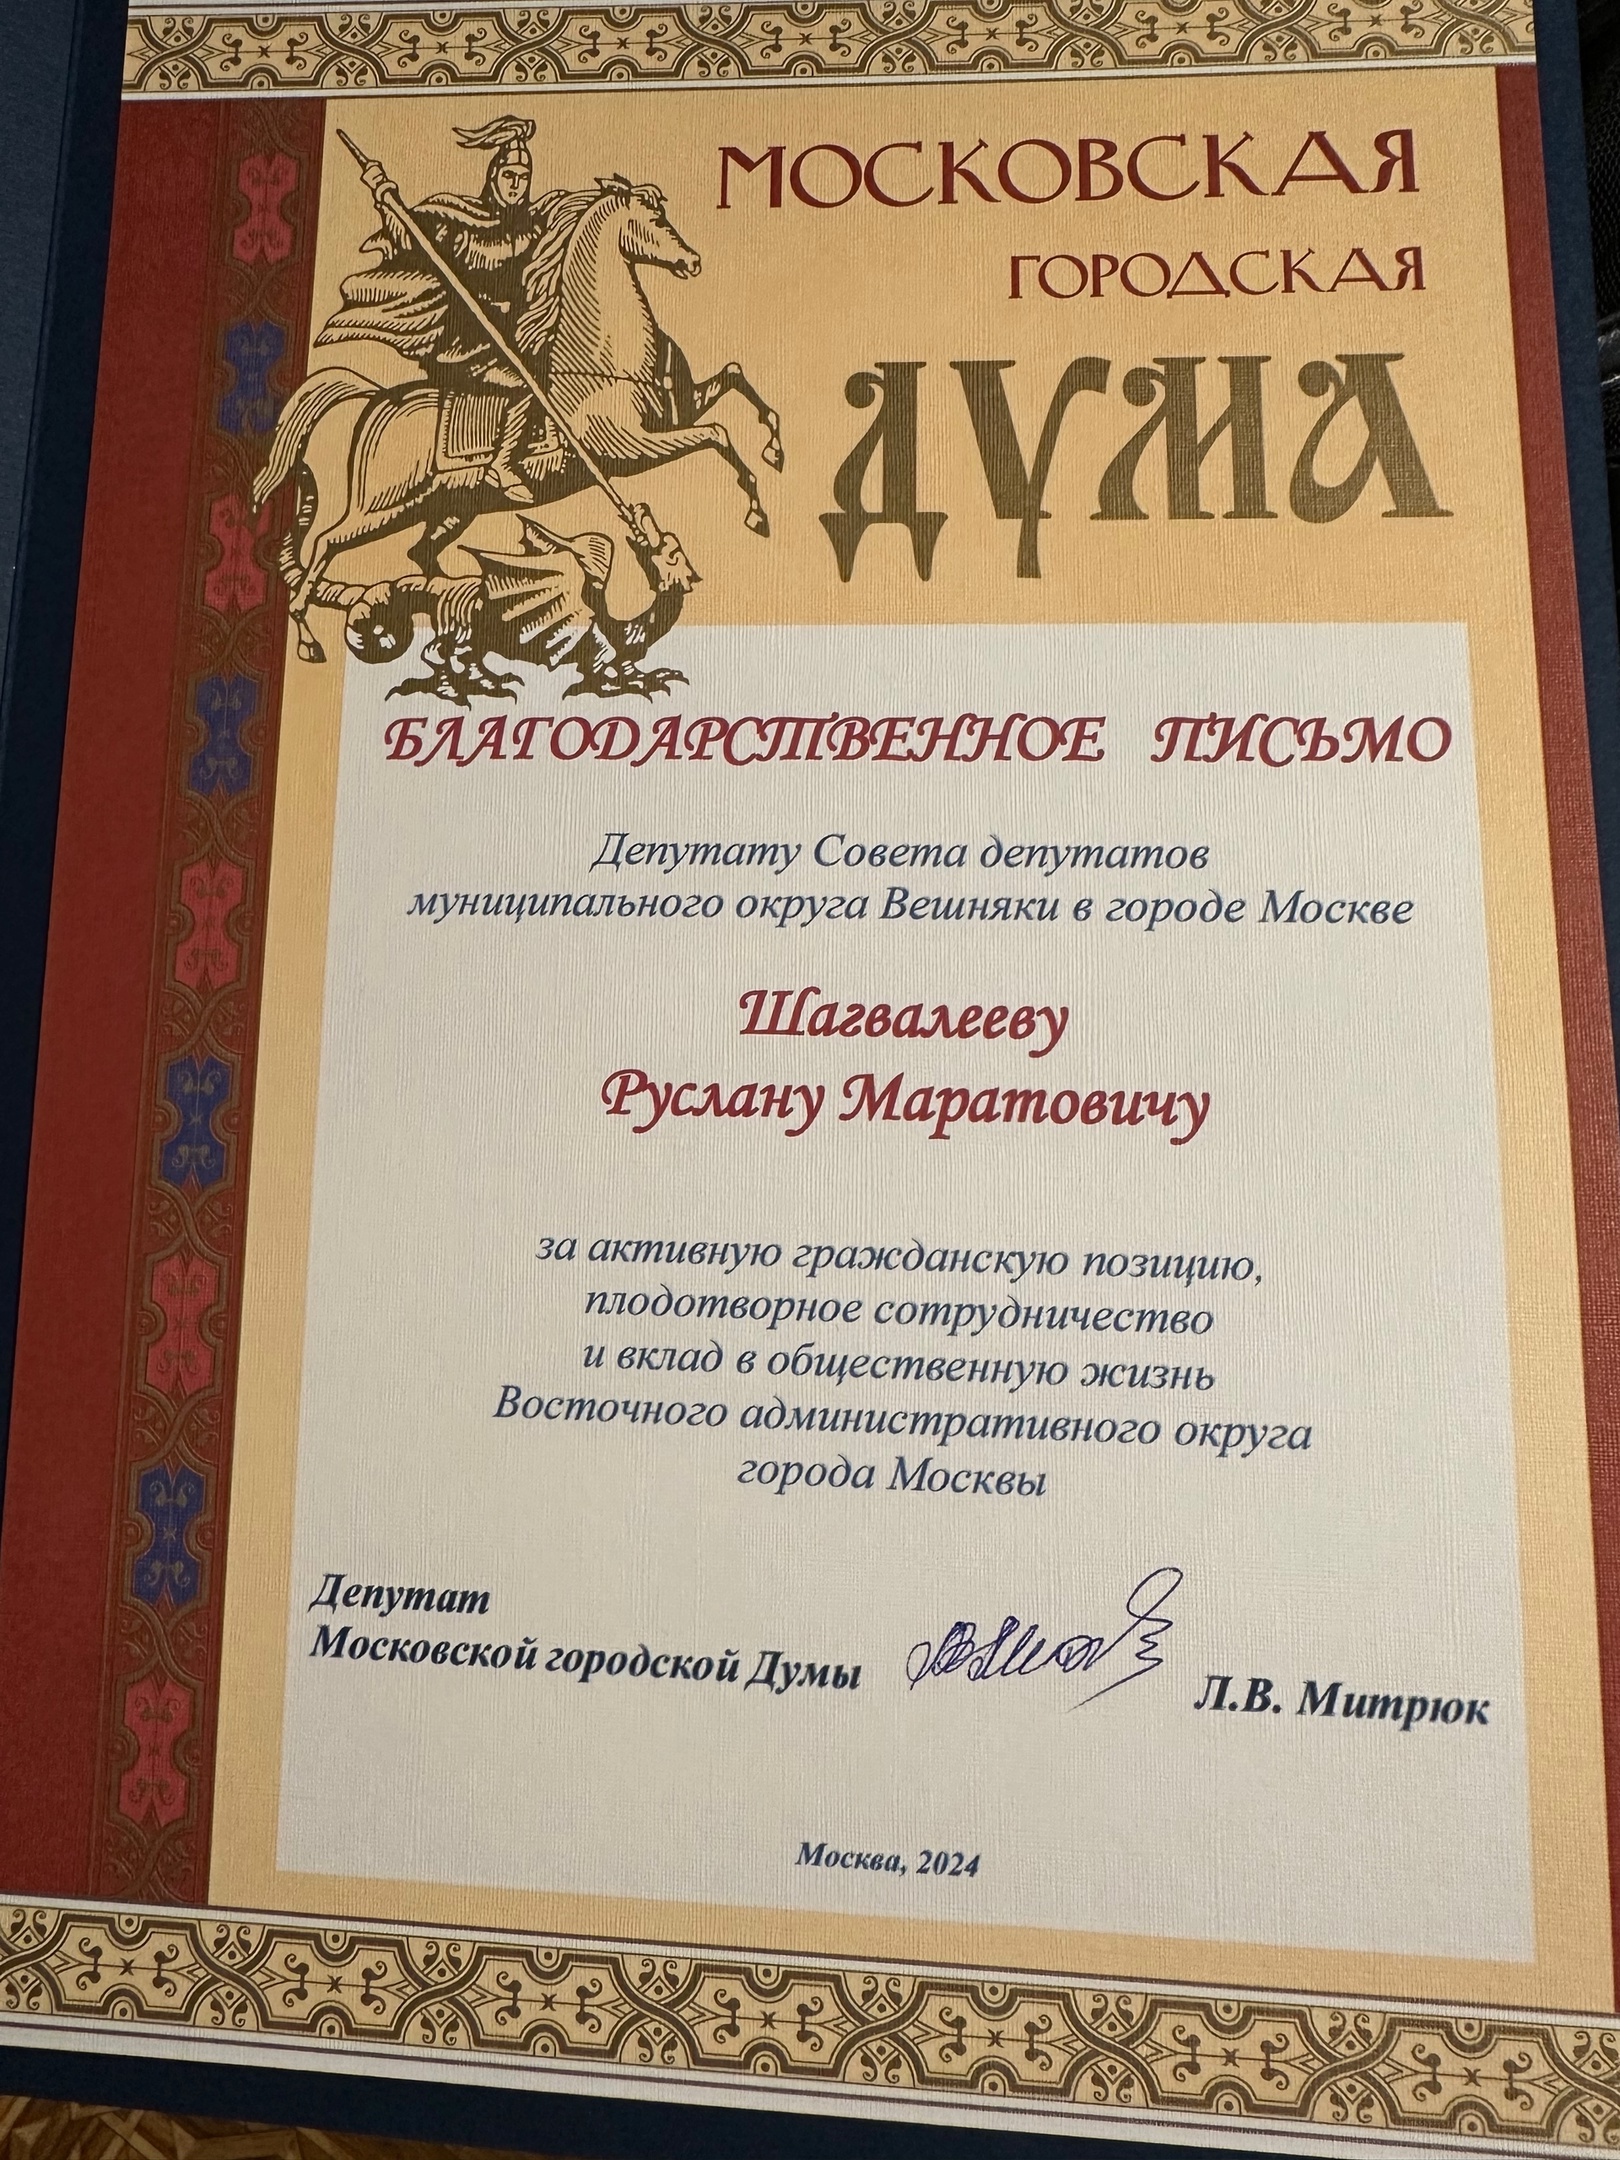 МОСКОВСКАЯ
ГОРОДСКАЯ
ДУМА
БЛАГОДАРСТВЕННОЕ ПИСЬМО
Депутату Совета депутатов
муниципального округа Вешняки в городе Москве
Шагвалееву
Руслану Маратовичу
за активную гражданскую позицию,
плодотворное сотрудничество
и вклад в общественную жизнь
Восточного административного округа
города Москвы
Депутат
Московской городской Думы
Л.В. Митрюк
Москва, 2024